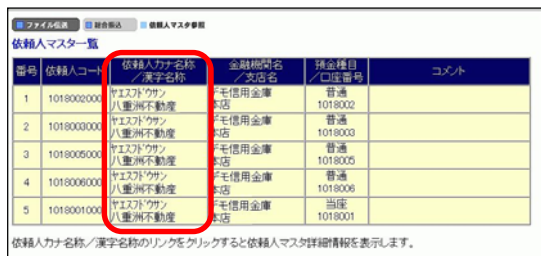 ファイル伝送 総合振込 依頼人マスタ参照
依頼人マスタ一覧
番号 依頼人コード 依頼人カナ名称／漢字名称 金融機関名／支店名 預金種目／口座番号 コメント
1 1018002000 ヤエスフドウサン デモ信用金庫 普通
八重洲不動産 本店 1018002
2 1018003000 ヤエスフドウサン デモ信用金庫 普通
八重洲不動産 本店 1018003
3 1018005000 ヤエスフドウサン デモ信用金庫 普通
八重洲不動産 本店 1018005
4 1018006000 ヤエスフドウサン デモ信用金庫 普通
八重洲不動産 本店 1018006
5 1018001000 ヤエスフドウサン デモ信用金庫 当座
八重洲不動産 本店 1018001
依頼人カナ名称／漢字名称のリンクをクリックすると依頼人マスタ詳細情報を表示します。